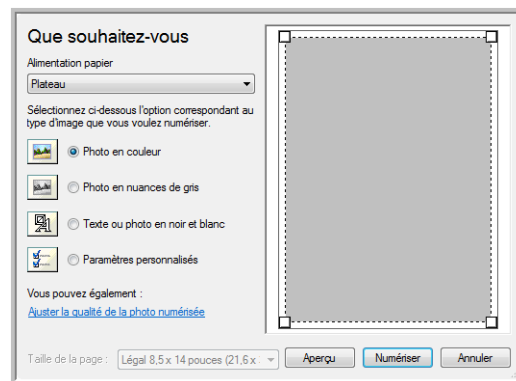 Que souhaitez-vous
Alimentation papier
Plateau
Sélectionnez ci-dessous l'option correspondant au
type d'image que vous voulez numériser.
Photo en couleur
Photo en nuances de gris
Texte ou photo en noir et blanc
Paramètres personnalisés
Vous pouvez également :
Ajuster la qualité de la photo numérisée
Taille de la page : Légal 8,5 x 14 pouces (21,6 x Aperçu Numériser Annuler